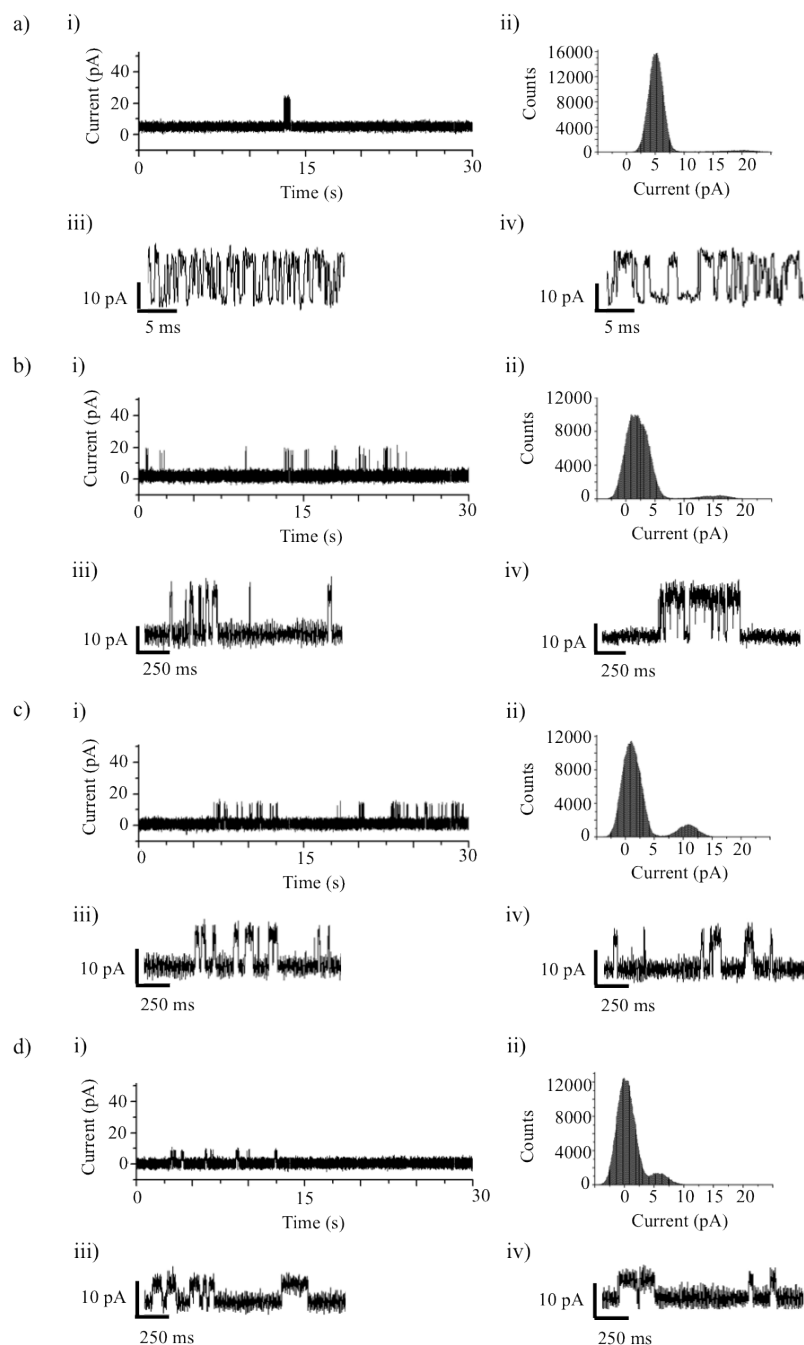 a)
i)
Current (pA)
40
20
0
0
15
30
Time (s)
ii)
Counts
16000
12000
8000
4000
0
0
5
10
15
20
Current (pA)
iii)
10 pA
5 ms
iv)
10 pA
5 ms
b)
i)
Current (pA)
40
20
0
0
15
30
Time (s)
ii)
Counts
12000
8000
4000
0
0
5
10
15
20
Current (pA)
iii)
10 pA
250 ms
iv)
10 pA
250 ms
c)
i)
Current (pA)
40
20
0
0
15
30
Time (s)
ii)
Counts
12000
8000
4000
0
0
5
10
15
20
Current (pA)
iii)
10 pA
250 ms
iv)
10 pA
250 ms
d)
i)
Current (pA)
40
20
0
0
15
30
Time (s)
ii)
Counts
12000
8000
4000
0
0
5
10
15
20
Current (pA)
iii)
10 pA
250 ms
iv)
10 pA
250 ms